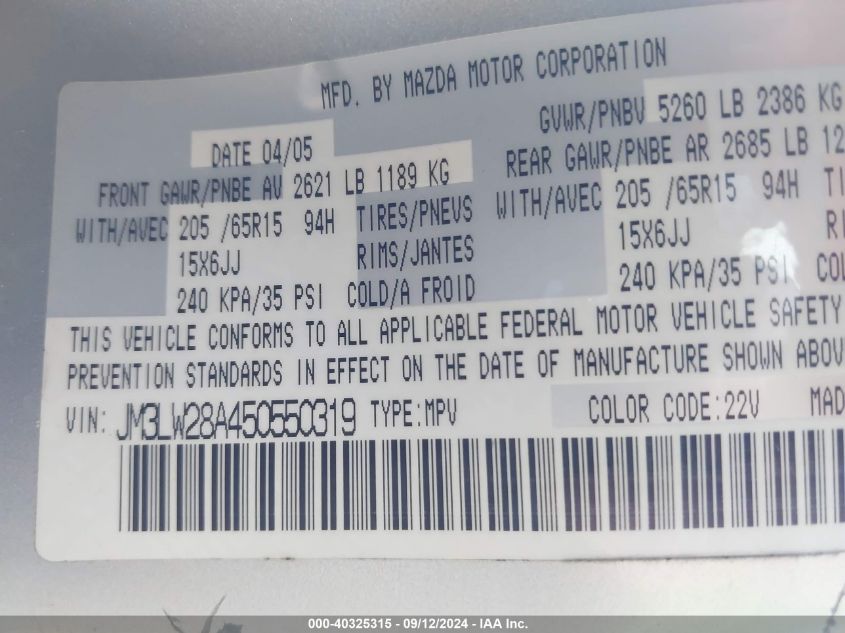 MFD. BY MAZDA MOTOR CORPORATION
DATE 04/05 GVWR/PNBV 5260 LB 2386 KG
FRONT GAWR/PNBE AV 2621 LB 1189 KG REAR GAWR/PNBE AR 2685 LB
WITH/AVEC 205 /65R15 94H TIRES/PNEUS WITH/AVEC 205 /65R15 94H
15X6JJ RIMS/JANTES 15X6JJ
240 KPA/35 PSI COLD/A FROID 240 KPA/35 PSI
THIS VEHICLE CONFORMS TO ALL APPLICABLE FEDERAL MOTOR VEHICLE SAFETY
PREVENTION STANDARDS IN EFFECT ON THE DATE OF MANUFACTURE SHOWN ABOV
VIN: JM3LW28A450550319 TYPE:MPV COLOR CODE:22V MAD
000-40325315 - 09/12/2024 - IAA Inc.